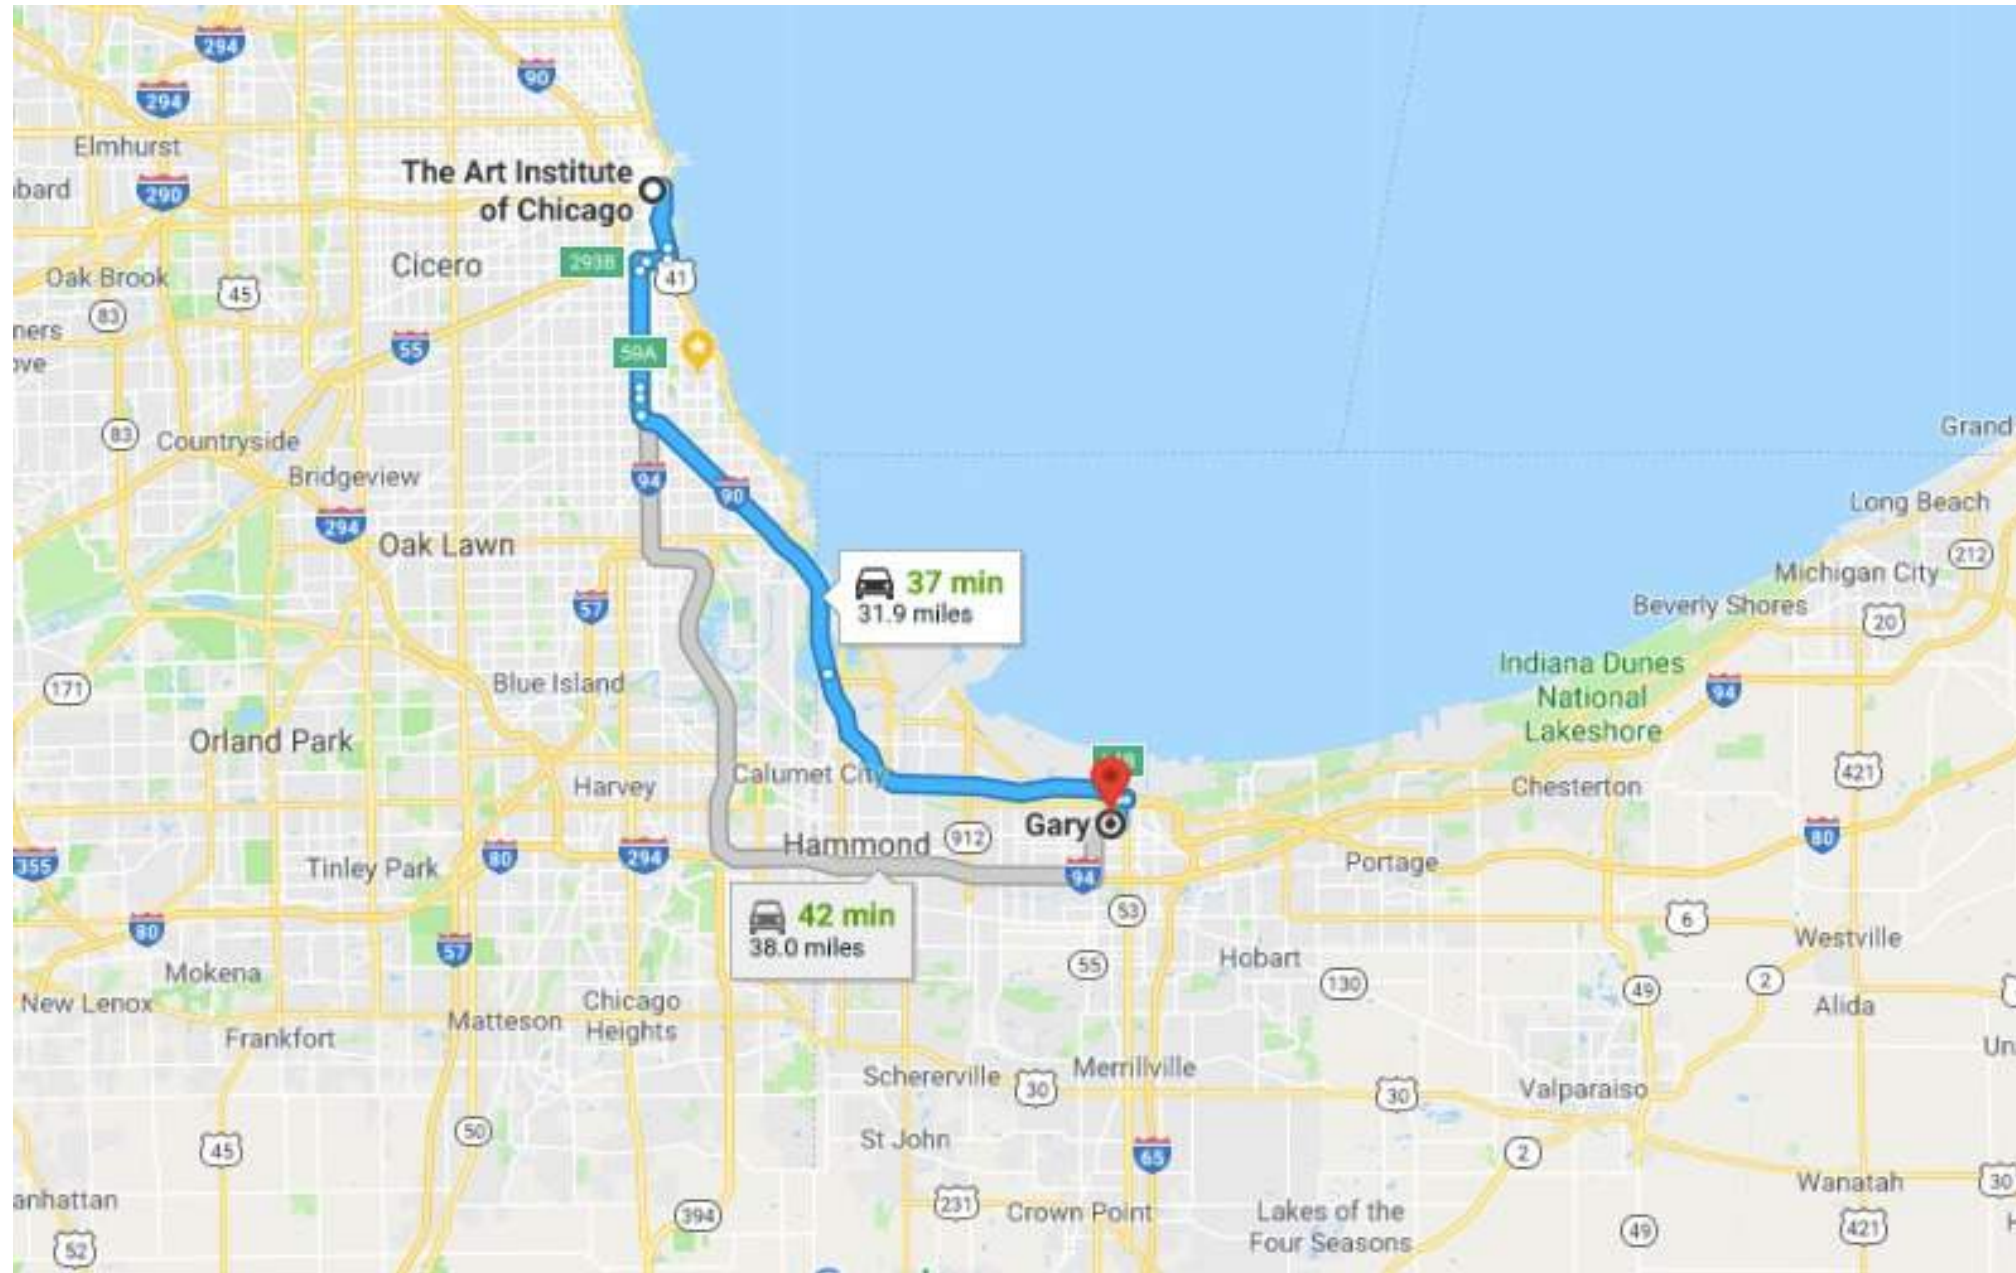 294
90
294
Elmhurst
The Art Institute
of Chicago
bard
290
Cicero
293B
41
Oak Brook
45
83
ners
ove
55
59A
83
Countryside
Grand
Bridgeview
94
90
Long Beach
294
Oak Lawn
212
Michigan City
37 min
31.9 miles
57
Beverly Shores
20
Indiana Dunes
National
Lakeshore
171
Blue Island
94
Orland Park
Calumet City
Harvey
421
Chesterton
Gary
Hammond
912
80
355
Tinley Park
80
294
94
Portage
42 min
38.0 miles
53
6
80
57
Westville
Mokena
55
Hobart
130
49
2
New Lenox
Chicago
Heights
Alida
Matteson
Frankfort
Un
Schererville
30
Merrillville
30
Valparaiso
50
45
St John
65
2
Wanatah
30
anhattan
394
231
Crown Point
Lakes of the
Four Seasons
49
421
52